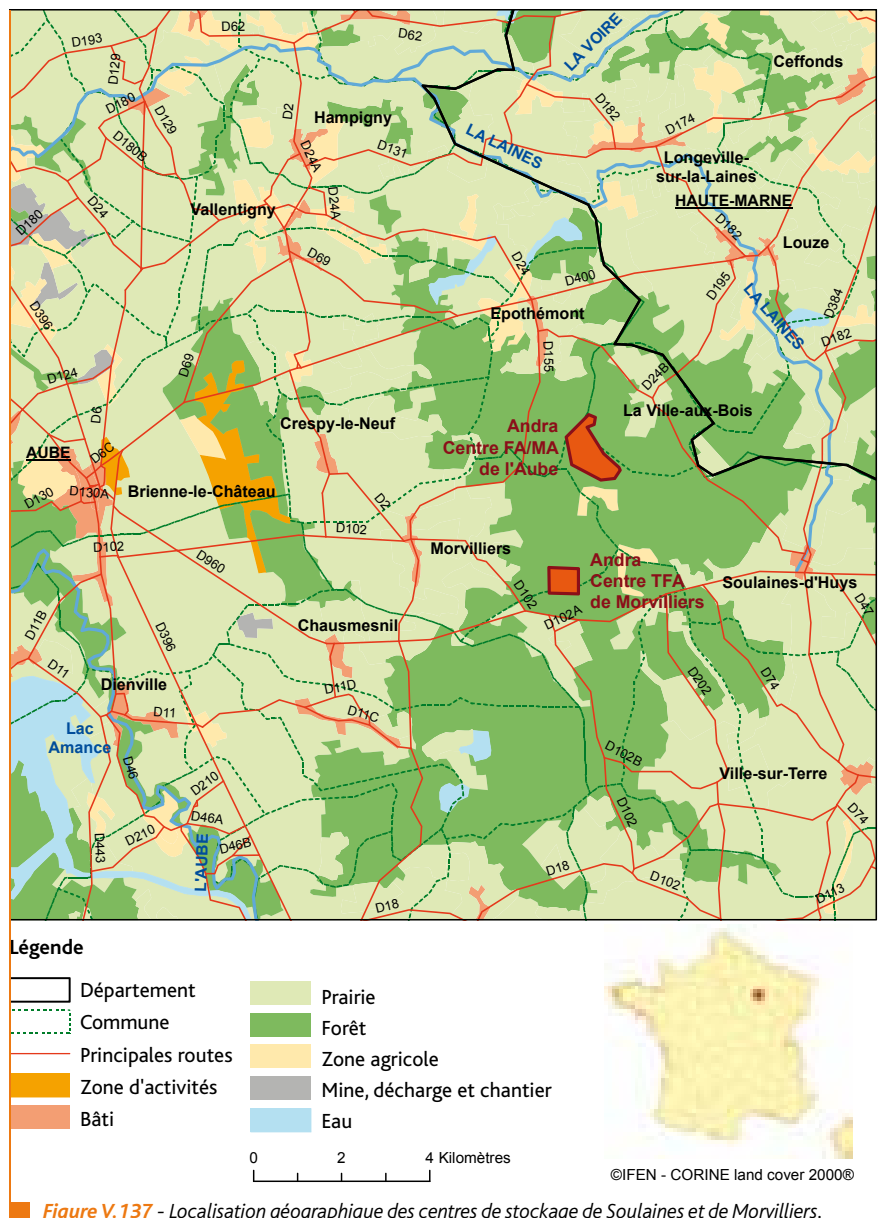 D193
D62
D62
LA VOIRE
Ceffonds
D129
D180
D129
D2
Hampigny
D182
D174
D180B
D24A
D131
LA LAINES
Longeville-
sur-la-Laines
HAUTE-MARNE
D24
D180
Vallentigny
D24A
D182
Louze
D69
D24
D400
D195
LA LAINES
D384
D182
D396
Epothémont
D124
D69
D6
D155
D24B
Crespy-le-Neuf
La Ville-aux-Bois
Andra
Centre FA/MA
de l'Aube
AUBE
D6C
D130
D130A
Brienne-le-Château
D2
D102
D102
D960
Morvilliers
Andra
Centre TFA
de Morvilliers
D102
D102A
Soulaines-d'Huys
D47
D11B
D396
Chausmesnil
D11
D11D
D202
D74
Dienville
D11
D11C
Lac
Amance
D46
D210
D102B
Ville-sur-Terre
D102
D74
D46A
D210
D443
D46B
L'AUBE
D18
D18
D102
D113
Légende
Département
Commune
Principales routes
Zone d'activités
Bâti
Prairie
Forêt
Zone agricole
Mine, décharge et chantier
Eau
0 2 4 Kilomètres
©IFEN - CORINE land cover 2000®
Figure V.137 - Localisation géographique des centres de stockage de Soulaines et de Morvilliers.